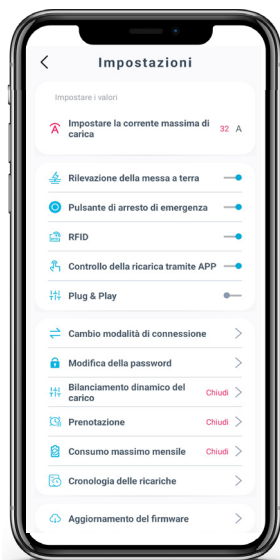 Impostazioni
Impostare i valori
Impostare la corrente massima di
carica
32 A
Rilevazione della messa a terra
Pulsante di arresto di emergenza
RFID
Controllo della ricarica tramite APP
Plug & Play
Cambio modalità di connessione
Modifica della password
Bilanciamento dinamico del
carico
Chiudi
Prenotazione
Chiudi
Consumo massimo mensile
Chiudi
Cronologia delle ricariche
Aggiornamento del firmware